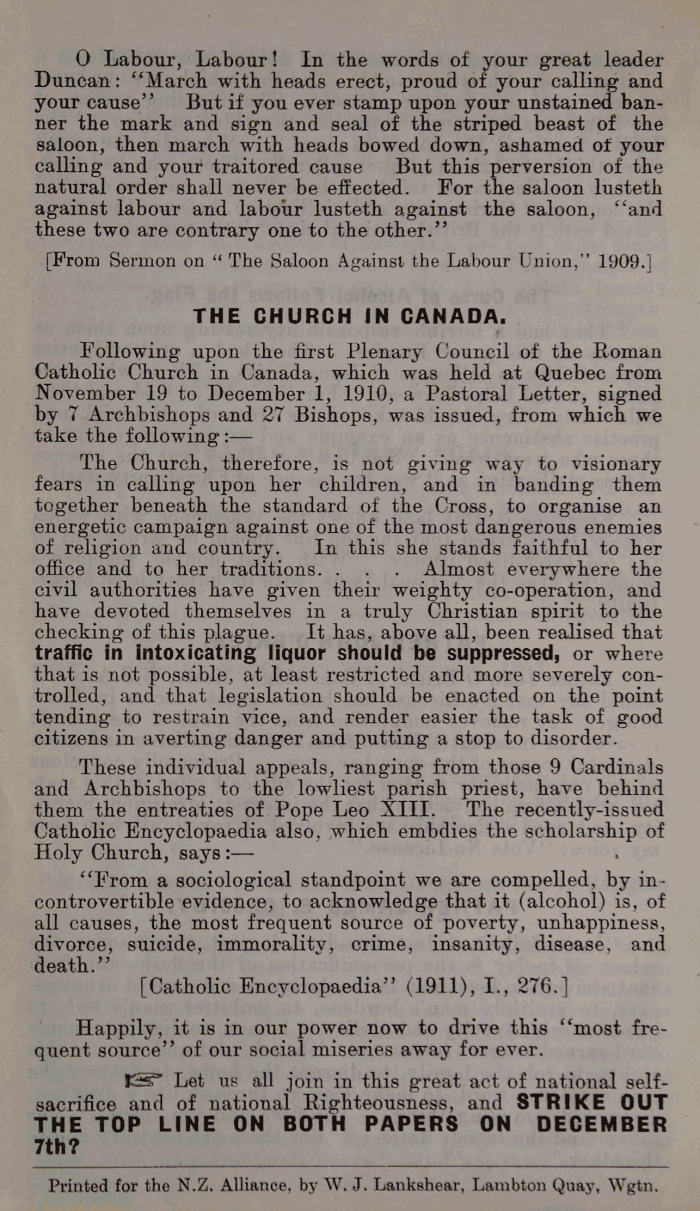 O Labour, Labour! In the words of your great leader
Duncan: "March with heads erect, proud of your calling and
your cause" But if you ever stamp upon your unstained ban-
ner the mark and sign and seal of the striped beast of the
saloon, then march with heads bowed down, ashamed of your
calling and your traitored cause But this perversion of the
natural order shall never be effected. For the saloon lusteth
against labour and labour lusteth against the saloon, "and
these two are contrary one to the other."
[From Sermon on "The Saloon Against the Labour Union," 1909.]
THE CHURCH IN CANADA.
Following upon the first Plenary Council of the Roman
Catholic Church in Canada, which was held at Quebec from
November 19 to December 1, 1910, a Pastoral Letter, signed
by 7 Archbishops and 27 Bishops, was issued, from which we
take the following:—
The Church, therefore, is not giving way to visionary
fears in calling upon her children, and in banding them
together beneath the standard of the Cross, to organise an
energetic campaign against one of the most dangerous enemies
of religion and country. In this she stands faithful to her
office and to her traditions. . . . Almost everywhere the
civil authorities have given their weighty co-operation, and
have devoted themselves in a truly Christian spirit to the
checking of this plague. It has, above all, been realised that
traffic in intoxicating liquor should be suppressed, or where
that is not possible, at least restricted and more severely con-
trolled, and that legislation should be enacted on the point
tending to restrain vice, and render easier the task of good
citizens in averting danger and putting a stop to disorder.
These individual appeals, ranging from those 9 Cardinals
and Archbishops to the lowliest parish priest, have behind
them the entreaties of Pope Leo XIII. The recently-issued
Catholic Encyclopaedia also, which embdies the scholarship of
Holy Church, says:—
"From a sociological standpoint we are compelled, by in-
controvertible evidence, to acknowledge that it (alcohol) is, of
all causes, the most frequent source of poverty, unhappiness,
divorce, suicide, immorality, crime, insanity, disease, and
death."
[Catholic Encyclopaedia" (1911), I., 276.]
Happily, it is in our power now to drive this "most fre-
quent source" of our social miseries away for ever.
☞ Let us all join in this great act of national self-
sacrifice and of national Righteousness, and STRIKE OUT
THE TOP LINE ON BOTH PAPERS ON DECEMBER
7th?
Printed for the N.Z. Alliance, by W. J. Lankshear, Lambton Quay, Wgtn.